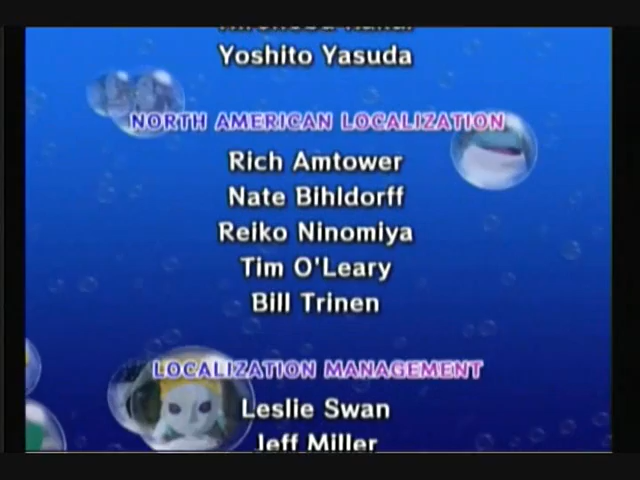 Yoshito Yasuda
NORTH AMERICAN LOCALIZATION
Rich Amtower
Nate Bihldorff
Reiko Ninomiya
Tim O'Leary
Bill Trinen
LOCALIZATION MANAGEMENT
Leslie Swan
Jeff Miller